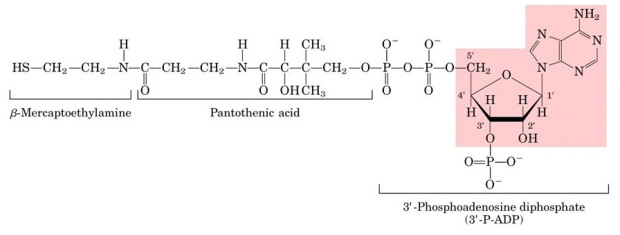 NH₂
N
N
N
N
H H H CH₃ O⁻ O⁻ 5'
HS–CH₂–CH₂–N–C–CH₂–CH₂–N–C–C–C–CH₂–O–P–O–P–O–CH₂
O O OH CH₃ O O
O
4' H H 1'
H H
3' 2'
O OH
O=P–O⁻
O⁻
β-Mercaptoethylamine Pantothenic acid
3'-Phosphoadenosine diphosphate
(3'-P-ADP)